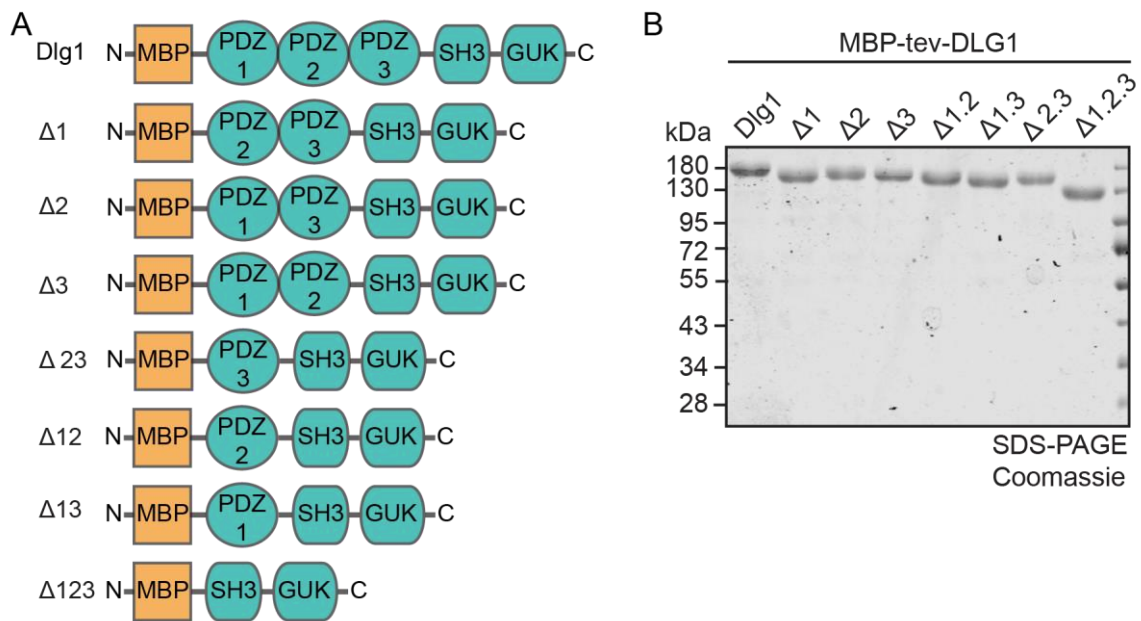 A
Dlg1 N MBP PDZ 1 PDZ 2 PDZ 3 SH3 GUK C
Δ1 N MBP PDZ 2 PDZ 3 SH3 GUK C
Δ2 N MBP PDZ 1 PDZ 3 SH3 GUK C
Δ3 N MBP PDZ 1 PDZ 2 SH3 GUK C
Δ 23 N MBP PDZ 3 SH3 GUK C
Δ12 N MBP PDZ 2 SH3 GUK C
Δ13 N MBP PDZ 1 SH3 GUK C
Δ123 N MBP SH3 GUK C
B
MBP-tev-DLG1
kDa Dlg1 Δ1 Δ2 Δ3 Δ1.2 Δ1.3 Δ 2.3 Δ1.2.3
180
130
95
72
55
43
34
28
SDS-PAGE
Coomassie